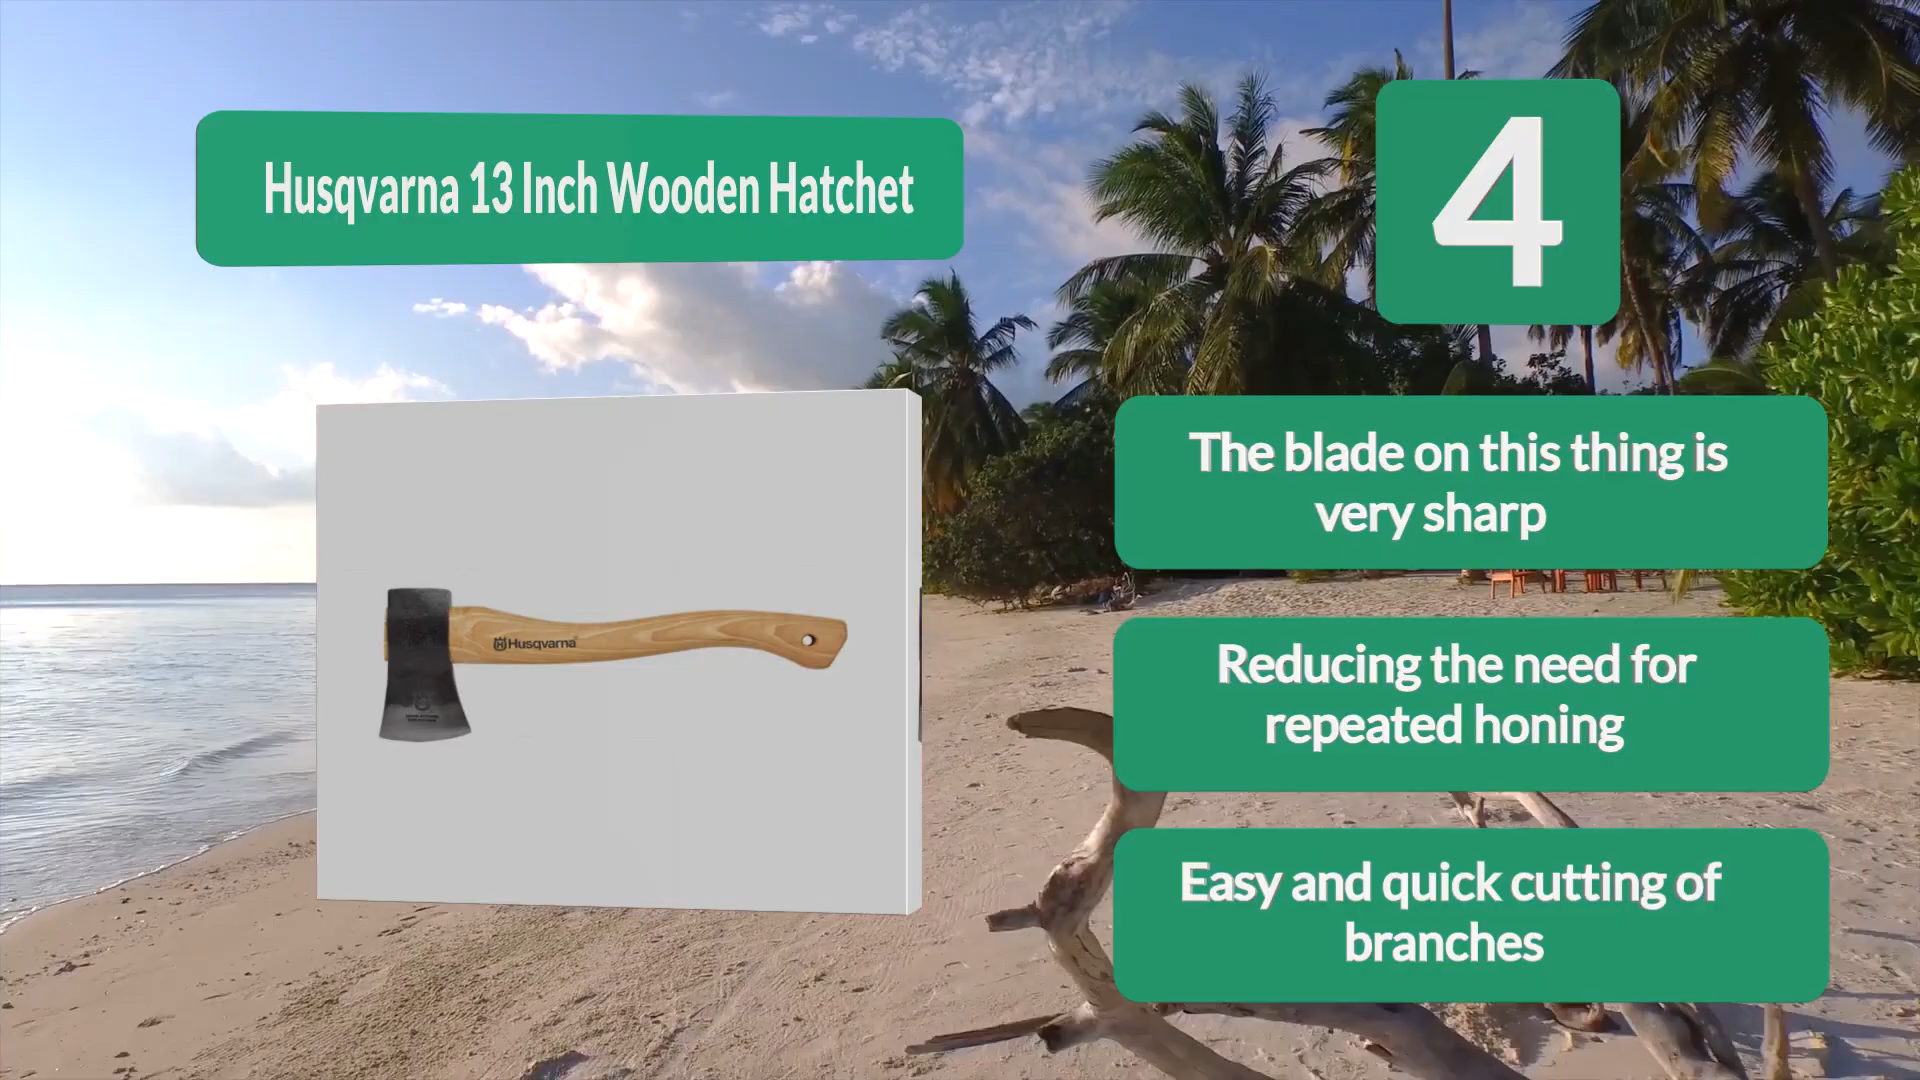 Husqvarna 13 Inch Wooden Hatchet
4
The blade on this thing is
very sharp
Husqvarna
Reducing the need for
repeated honing
Easy and quick cutting of
branches